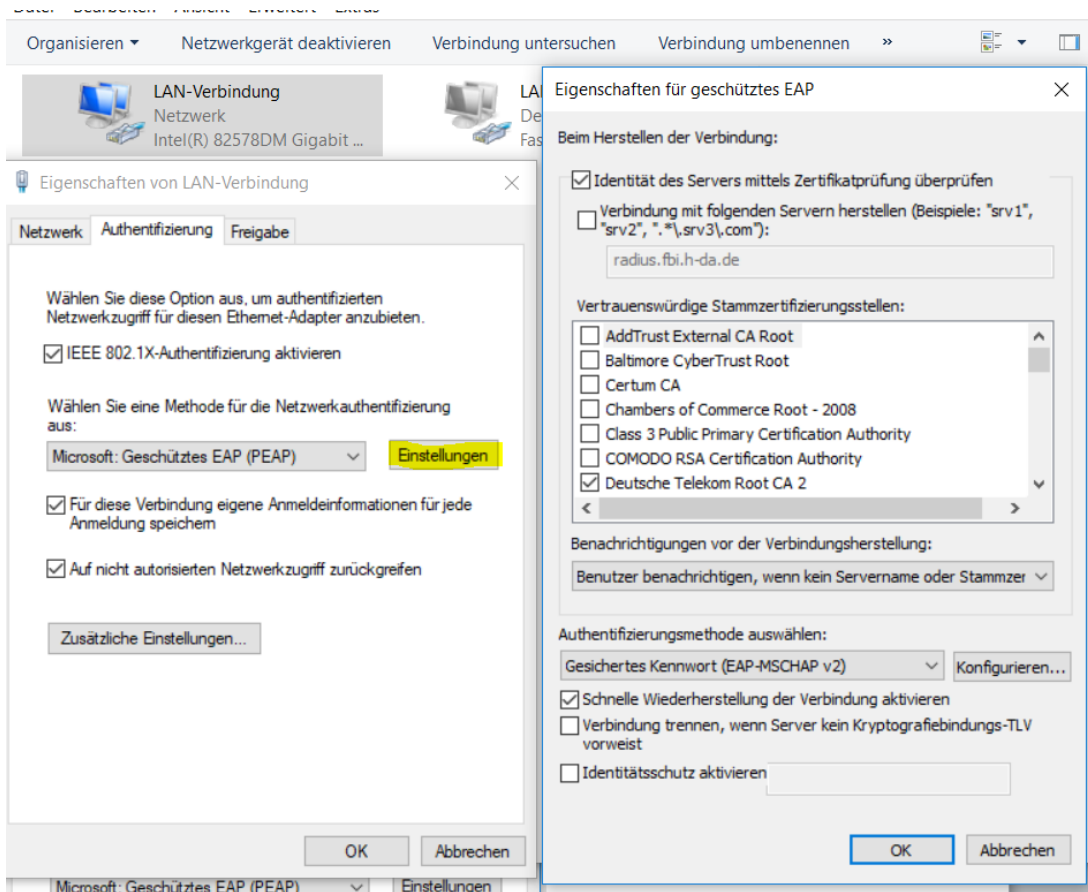 Datei Bearbeiten Ansicht Erweitert Extras
Organisieren Netzwerkgerät deaktivieren Verbindung untersuchen Verbindung umbenennen »
LAN-Verbindung
Netzwerk
Intel(R) 82578DM Gigabit ...
LA
De
Fas
Eigenschaften von LAN-Verbindung
Netzwerk Authentifizierung Freigabe
Wählen Sie diese Option aus, um authentifizierten
Netzwerkzugriff für diesen Ethernet-Adapter anzubieten.
IEEE 802.1X-Authentifizierung aktivieren
Wählen Sie eine Methode für die Netzwerkauthentifizierung
aus:
Microsoft: Geschütztes EAP (PEAP) Einstellungen
Für diese Verbindung eigene Anmeldeinformationen für jede
Anmeldung speichern
Auf nicht autorisierten Netzwerkzugriff zurückgreifen
Zusätzliche Einstellungen...
OK Abbrechen
Microsoft: Geschütztes EAP (PEAP) Einstellungen
Eigenschaften für geschütztes EAP
Beim Herstellen der Verbindung:
Identität des Servers mittels Zertifikatprüfung überprüfen
Verbindung mit folgenden Servern herstellen (Beispiele: "srv1",
"srv2", ".*\.srv3\.com"):
radius.fbi.h-da.de
Vertrauenswürdige Stammzertifizierungsstellen:
AddTrust External CA Root
Baltimore CyberTrust Root
Certum CA
Chambers of Commerce Root - 2008
Class 3 Public Primary Certification Authority
COMODO RSA Certification Authority
Deutsche Telekom Root CA 2
Benachrichtigungen vor der Verbindungsherstellung:
Benutzer benachrichtigen, wenn kein Servername oder Stammzer
Authentifizierungsmethode auswählen:
Gesichertes Kennwort (EAP-MSCHAP v2) Konfigurieren...
Schnelle Wiederherstellung der Verbindung aktivieren
Verbindung trennen, wenn Server kein Kryptografiebindungs-TLV
vorweist
Identitätsschutz aktivieren
OK Abbrechen